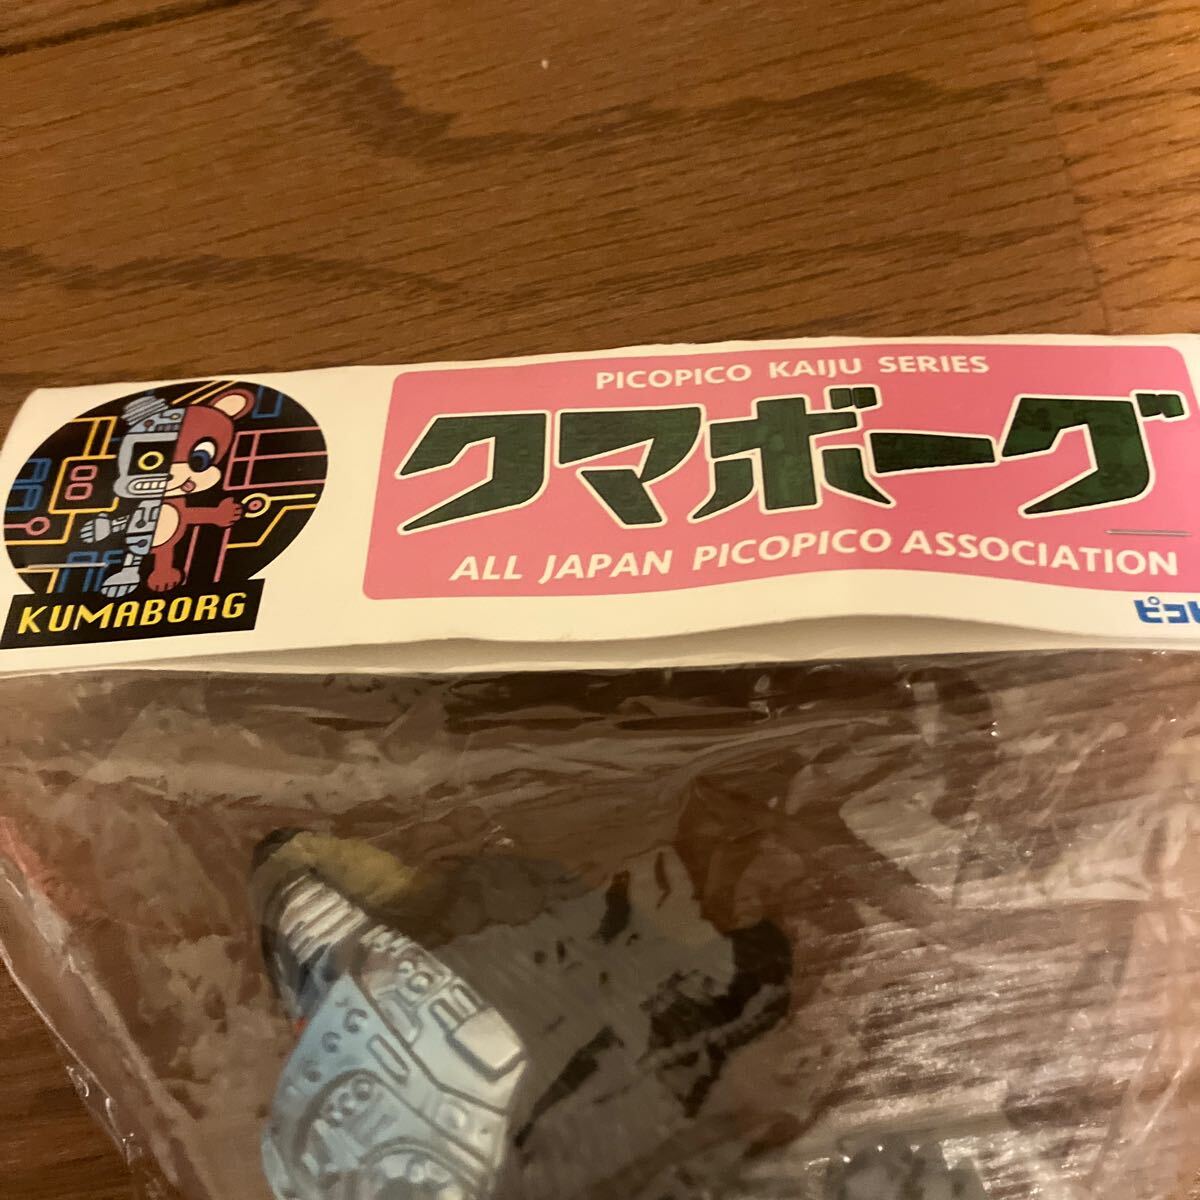 PICOPICO KAIJU SERIES
クマボーグ
ALL JAPAN PICOPICO ASSOCIATION
KUMABORG